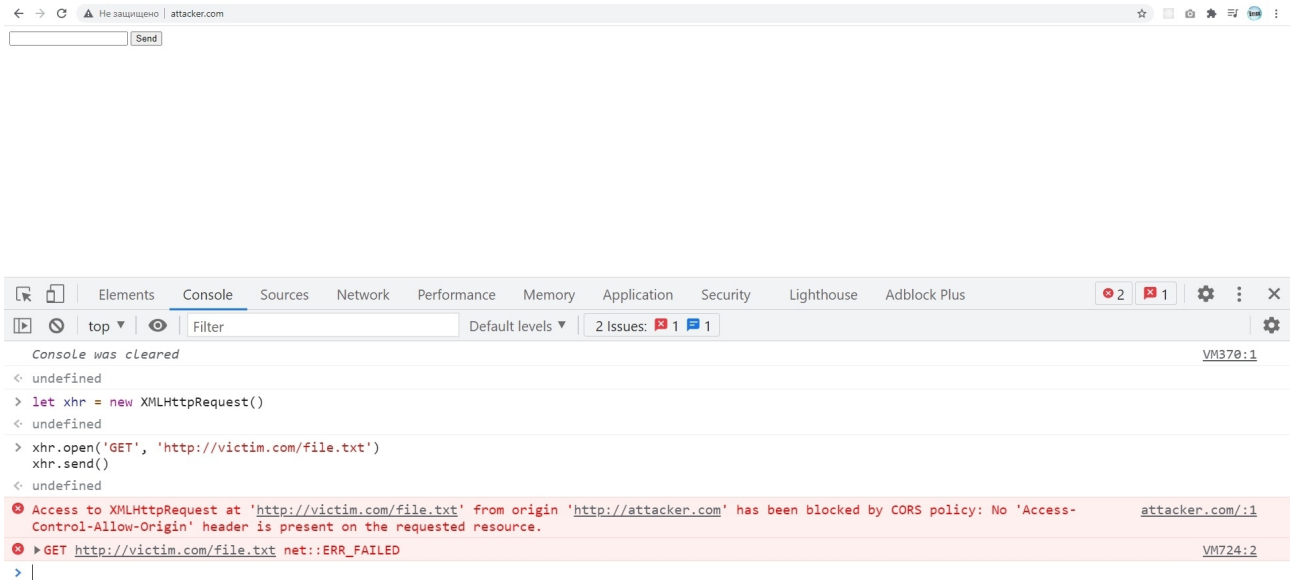 Не защищено attacker.com
Send
Elements Console Sources Network Performance Memory Application Security Lighthouse Adblock Plus 2 1
top Filter Default levels 2 Issues: 1 1
Console was cleared VM370:1
undefined
let xhr = new XMLHttpRequest()
undefined
xhr.open('GET', 'http://victim.com/file.txt')
xhr.send()
undefined
Access to XMLHttpRequest at 'http://victim.com/file.txt' from origin 'http://attacker.com' has been blocked by CORS policy: No 'Access- attacker.com/:1
Control-Allow-Origin' header is present on the requested resource.
GET http://victim.com/file.txt net::ERR_FAILED VM724:2